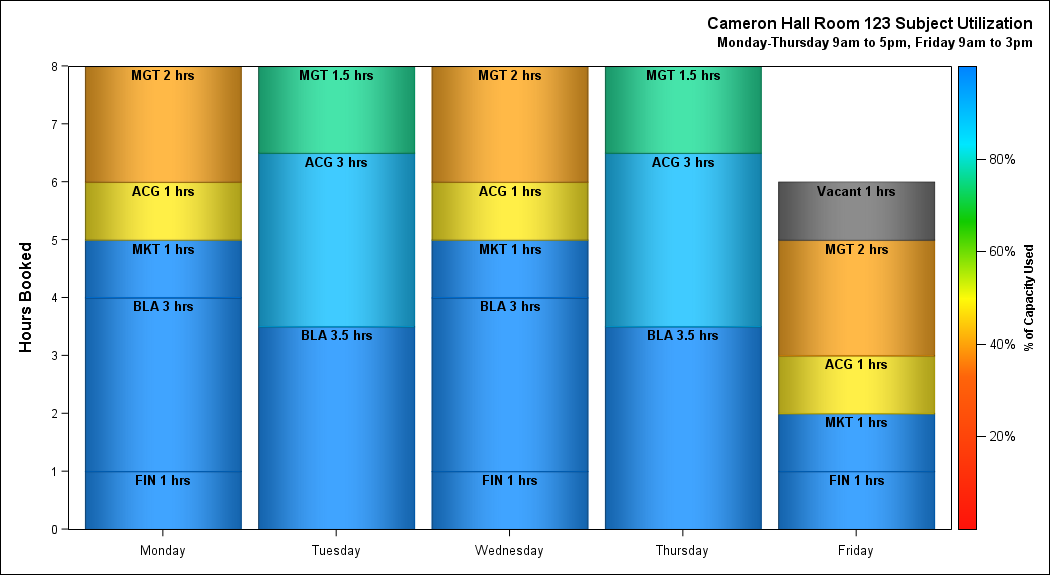 Cameron Hall Room 123 Subject Utilization
Monday-Thursday 9am to 5pm, Friday 9am to 3pm
Hours Booked
8
7
6
5
4
3
2
1
0
MGT 2 hrs
ACG 1 hrs
MKT 1 hrs
BLA 3 hrs
FIN 1 hrs
MGT 1.5 hrs
ACG 3 hrs
BLA 3.5 hrs
MGT 2 hrs
ACG 1 hrs
MKT 1 hrs
BLA 3 hrs
FIN 1 hrs
MGT 1.5 hrs
ACG 3 hrs
BLA 3.5 hrs
Vacant 1 hrs
MGT 2 hrs
ACG 1 hrs
MKT 1 hrs
FIN 1 hrs
Monday
Tuesday
Wednesday
Thursday
Friday
80%
60%
40%
20%
% of Capacity Used